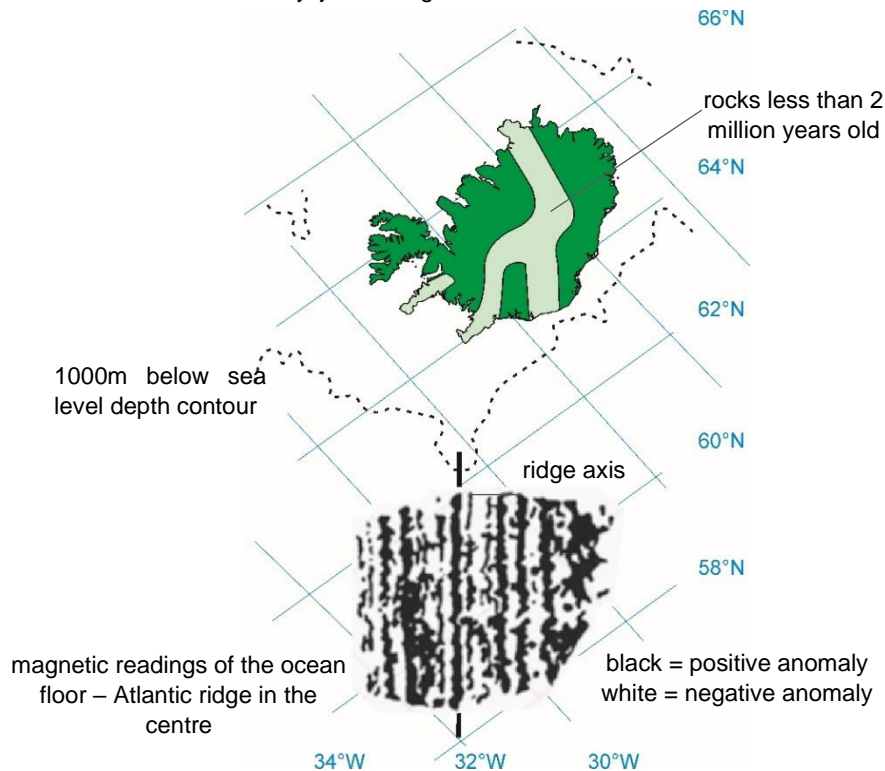 66°N
rocks less than 2
million years old
64°N
62°N
1000m below sea
level depth contour
60°N
ridge axis
58°N
magnetic readings of the ocean
floor – Atlantic ridge in the
centre
black = positive anomaly
white = negative anomaly
34°W 32°W 30°W